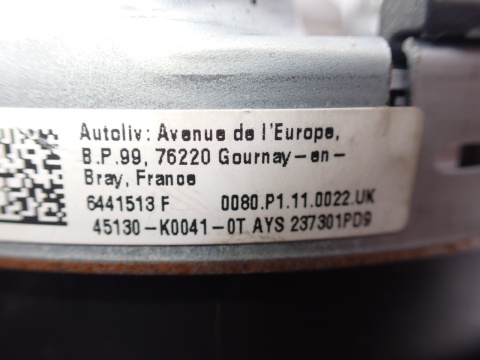 Autoliv: Avenue de l'Europe,
B.P.99, 76220 Gournay-en-
Bray, France
6441513 F 0080.P1.11.0022.UK
45130-K0041-0T AYS 237301PD9